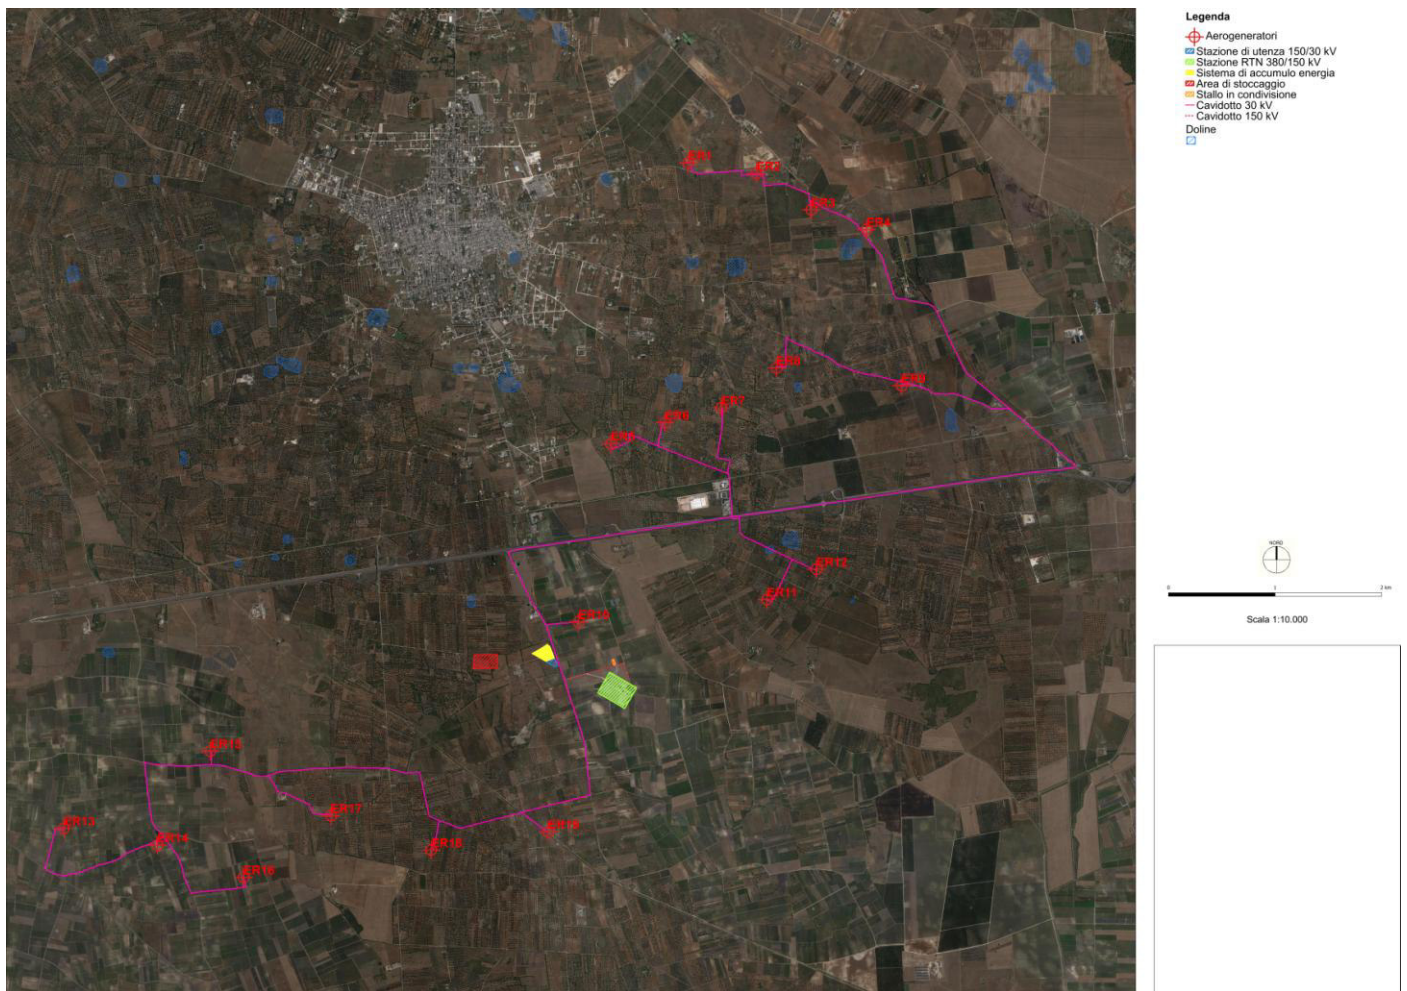 Legenda
Aerogeneratori
Stazione di utenza 150/30 kV
Stazione RTN 380/150 kV
Sistema di accumulo energia
Area di stoccaggio
Stallo in condivisione
Cavidotto 30 kV
Cavidotto 150 kV
Doline
ER1
ER2
ER3
ER4
ER8
ER9
ER7
ER6
ER5
ER12
ER11
ER10
NORD
0 1 2 km
Scala 1:10.000
ER15
ER17
ER13
ER14
ER18
ER19
ER16